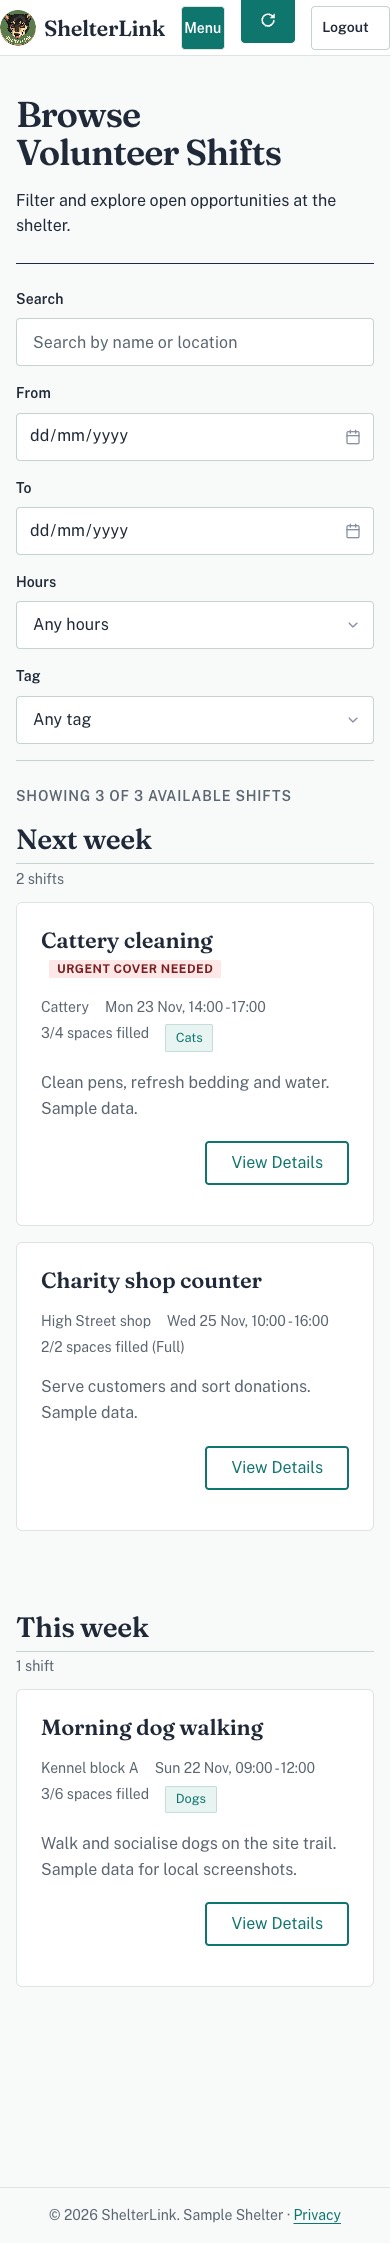 ShelterLink Menu Logout
Browse
Volunteer Shifts
Filter and explore open opportunities at the
shelter.
Search
Search by name or location
From
dd/mm/yyyy
To
dd/mm/yyyy
Hours
Any hours
Tag
Any tag
SHOWING 3 OF 3 AVAILABLE SHIFTS
Next week
2 shifts
Cattery cleaning
URGENT COVER NEEDED
Cattery Mon 23 Nov, 14:00 - 17:00
3/4 spaces filled Cats
Clean pens, refresh bedding and water.
Sample data.
View Details
Charity shop counter
High Street shop Wed 25 Nov, 10:00 - 16:00
2/2 spaces filled (Full)
Serve customers and sort donations.
Sample data.
View Details
This week
1 shift
Morning dog walking
Kennel block A Sun 22 Nov, 09:00 - 12:00
3/6 spaces filled Dogs
Walk and socialise dogs on the site trail.
Sample data for local screenshots.
View Details
© 2026 ShelterLink. Sample Shelter · Privacy